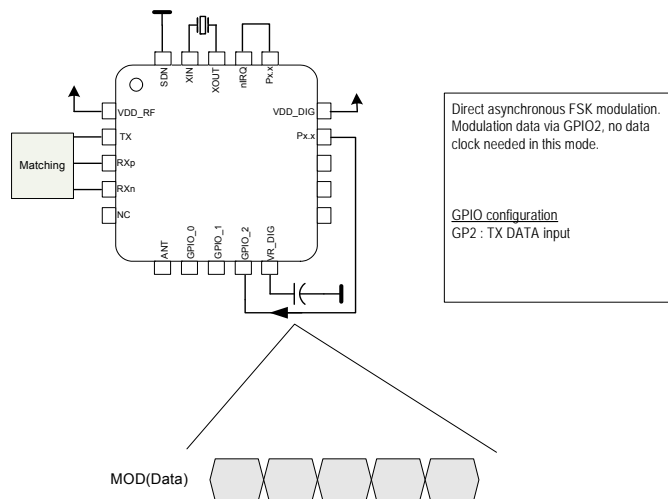 SDN
XIN
XOUT
nIRQ
Px.x
VDD_RF
VDD_DIG
TX
Px.x
Matching
RXp
RXn
NC
ANT
GPIO_0
GPIO_1
GPIO_2
VR_DIG
Direct asynchronous FSK modulation.
Modulation data via GPIO2, no data
clock needed in this mode.
GPIO configuration
GP2 : TX DATA input
MOD(Data)